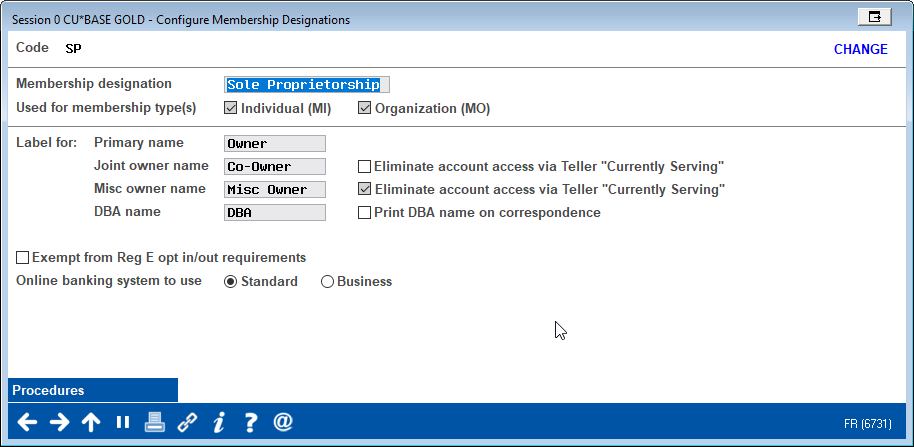 Session 0 CU*BASE GOLD - Configure Membership Designations
Code SP CHANGE
Membership designation Sole Proprietorship
Used for membership type(s) Individual (MI) Organization (MO)
Label for: Primary name Owner
Joint owner name Co-Owner Eliminate account access via Teller "Currently Serving"
Misc owner name Misc Owner Eliminate account access via Teller "Currently Serving"
DBA name DBA Print DBA name on correspondence
Exempt from Reg E opt in/out requirements
Online banking system to use Standard Business
Procedures
FR (6731)